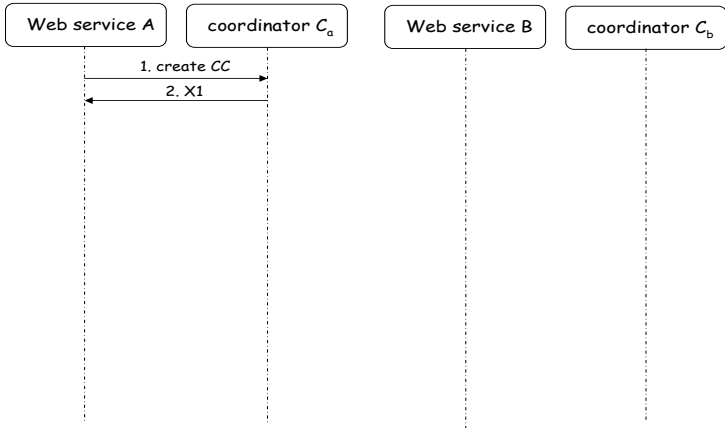 Web service A
coordinator Ca
Web service B
coordinator Cb
1. create CC
2. X1